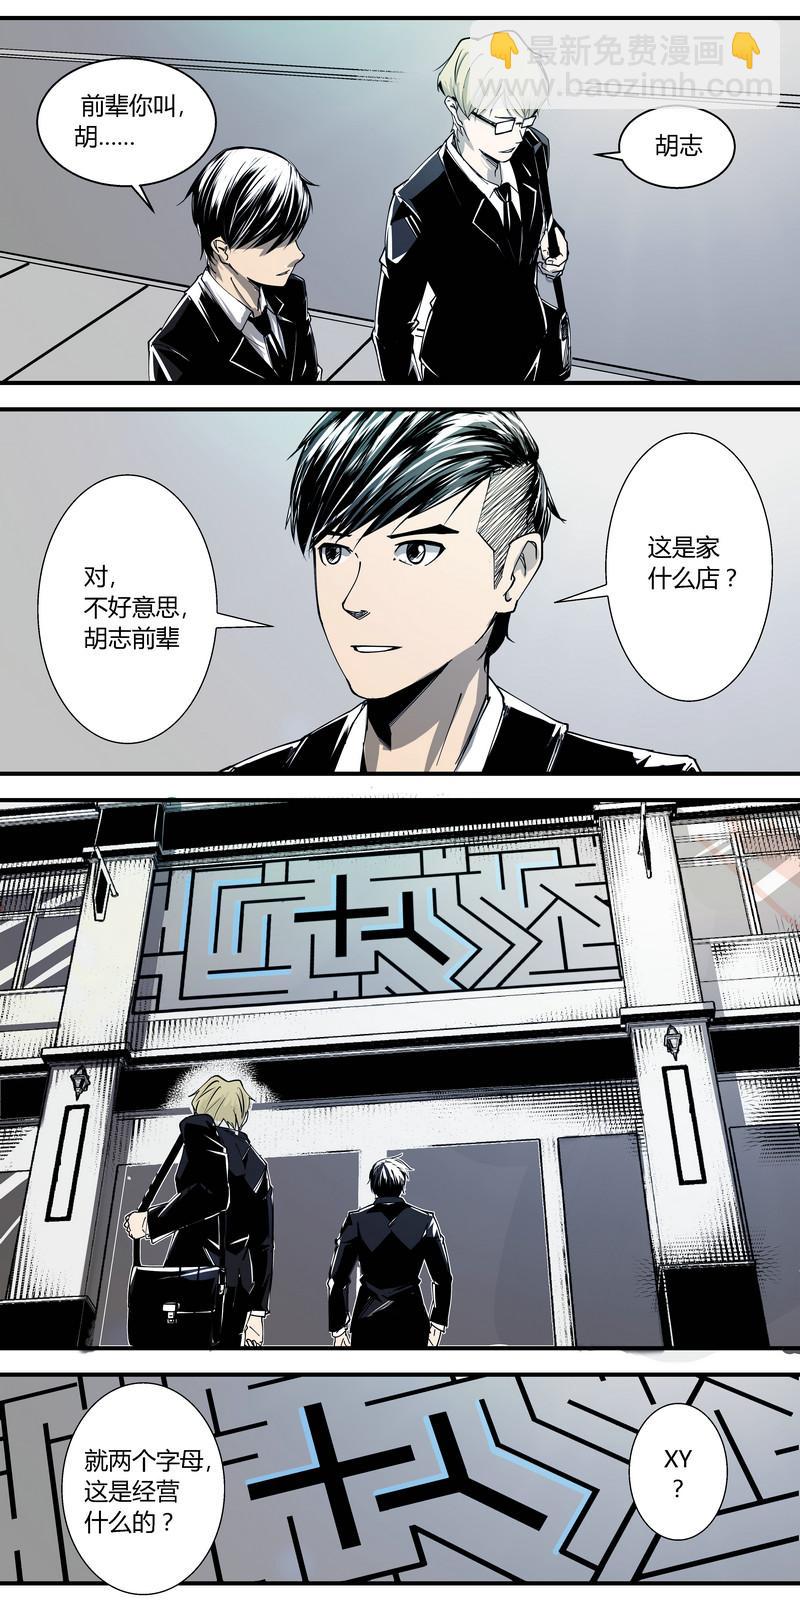 👇最新免费漫画👇
www.baozimh.com
前辈你叫，
胡……
胡志
这是家
什么店？
对，
不好意思，
胡志前辈
XY
？
就两个字母，
这是经营
什么的？